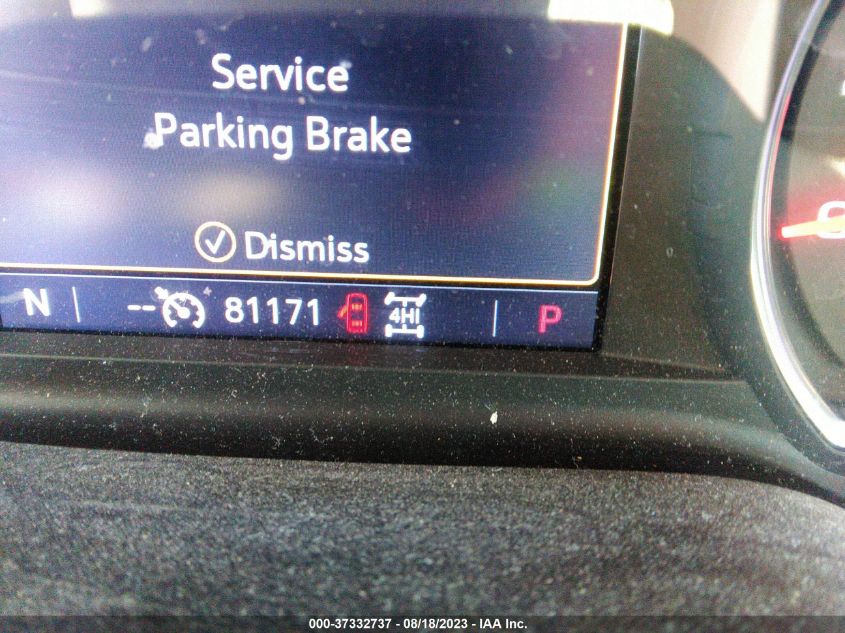 Service
Parking Brake
Dismiss
N -- 81171 4HI P
000-37332737 - 08/18/2023 - IAA Inc.